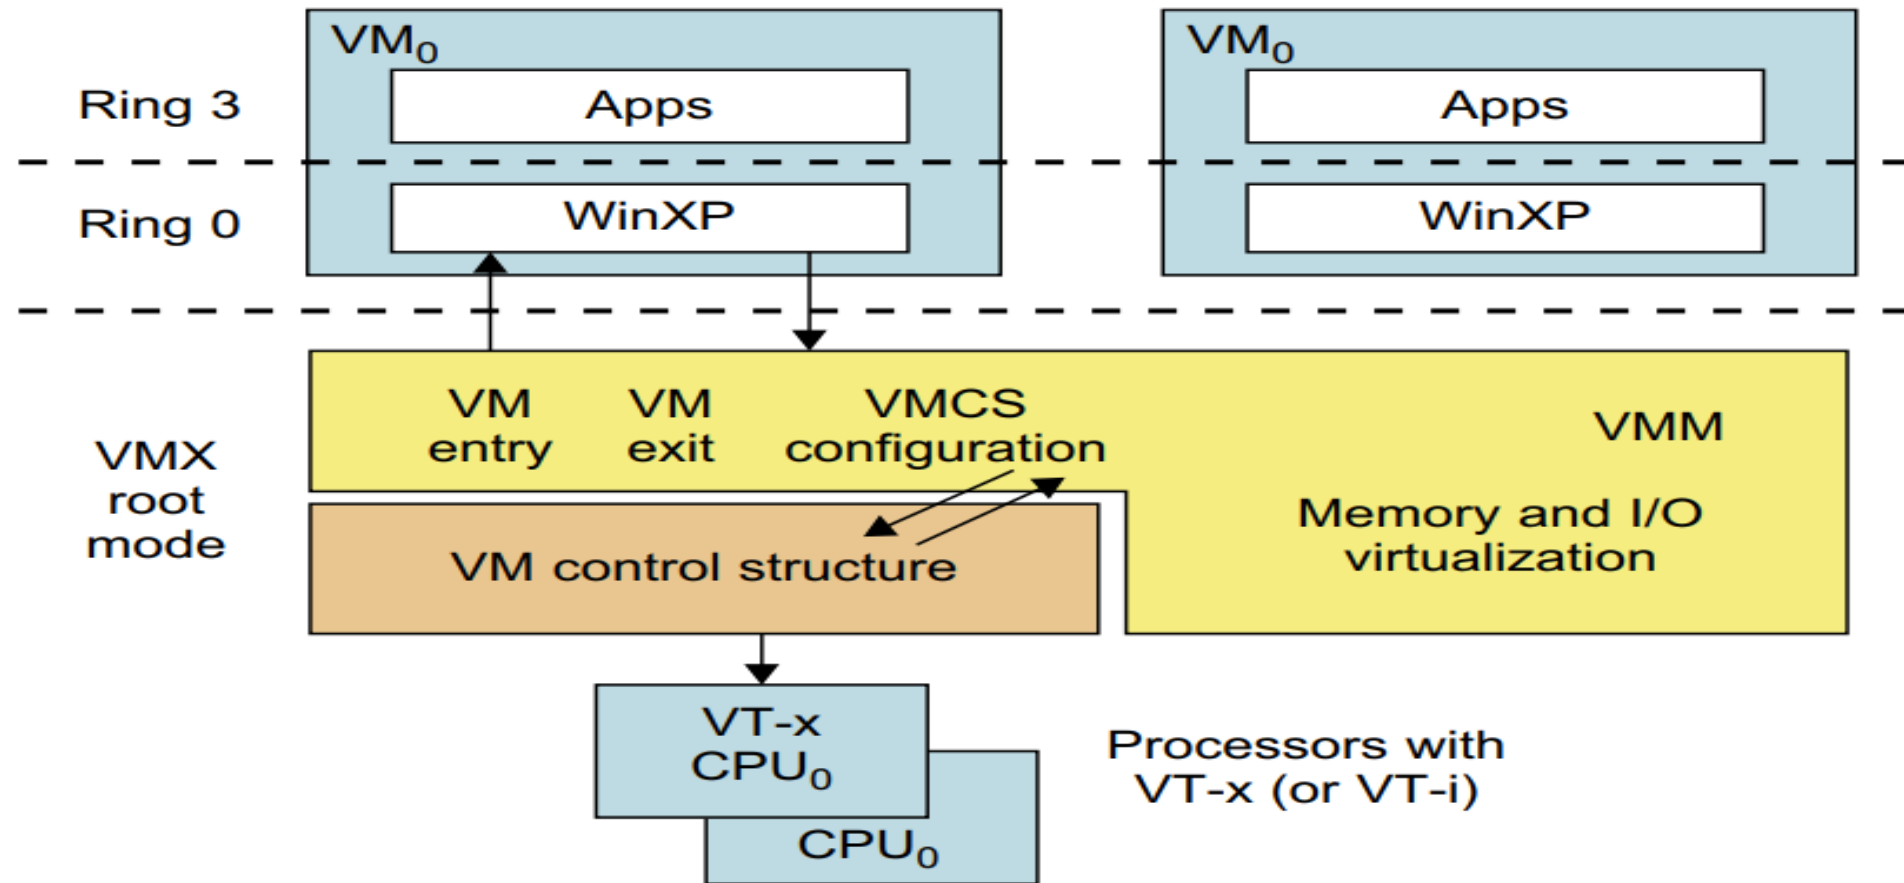 VM₀
VM₀
Ring 3
Apps
Apps
Ring 0
WinXP
WinXP
VMX
root
mode
VM
entry
VM
exit
VMCS
configuration
VMM
Memory and I/O
virtualization
VM control structure
VT-x
CPU₀
CPU₀
Processors with
VT-x (or VT-i)